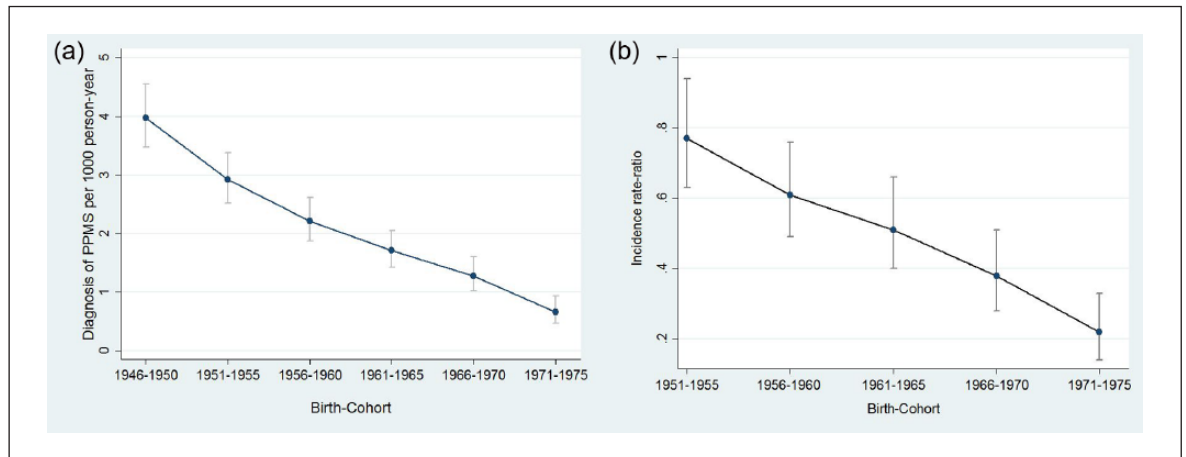 (a)
Diagnosis of PPMS per 1000 person-year
5
4
3
2
1
0
1946-1950 1951-1955 1956-1960 1961-1965 1966-1970 1971-1975
Birth-Cohort
(b)
Incidence rate-ratio
1
.8
.6
.4
.2
1951-1955 1956-1960 1961-1965 1966-1970 1971-1975
Birth-Cohort